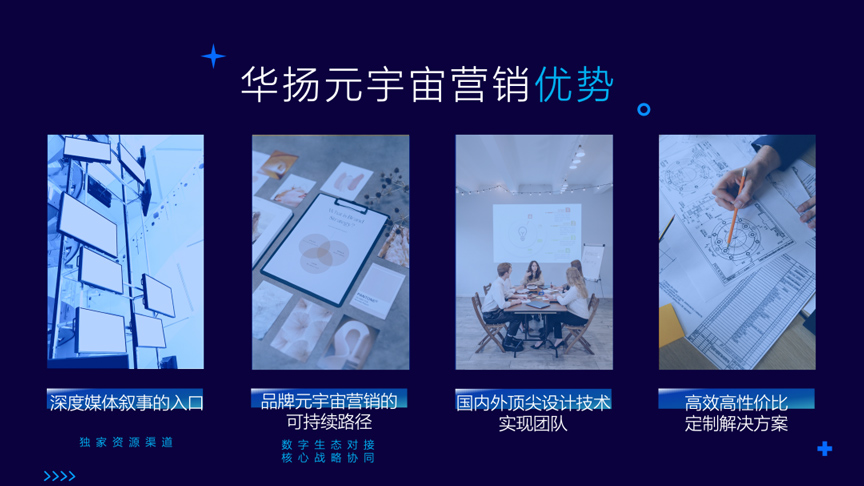 华扬元宇宙营销优势
深度媒体叙事的入口
独家资源渠道
品牌元宇宙营销的
可持续路径
数字生态对接
核心战略协同
国内外顶尖设计技术
实现团队
高效高性价比
定制解决方案